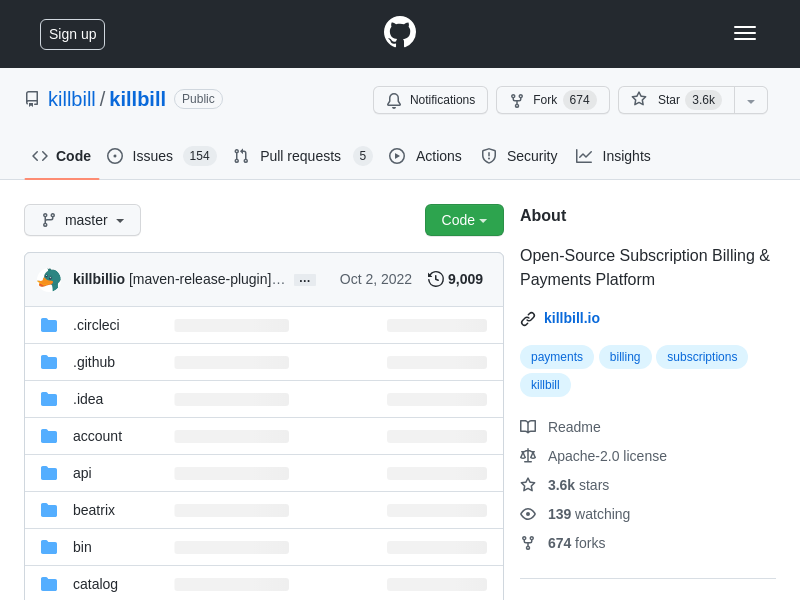 Sign up
killbill / killbill Public
Notifications Fork 674 Star 3.6k
Code Issues 154 Pull requests 5 Actions Security Insights
master Code
killbillio [maven-release-plugin]… … Oct 2, 2022 9,009
.circleci
.github
.idea
account
api
beatrix
bin
catalog
About
Open-Source Subscription Billing &
Payments Platform
killbill.io
payments billing subscriptions
killbill
Readme
Apache-2.0 license
3.6k stars
139 watching
674 forks